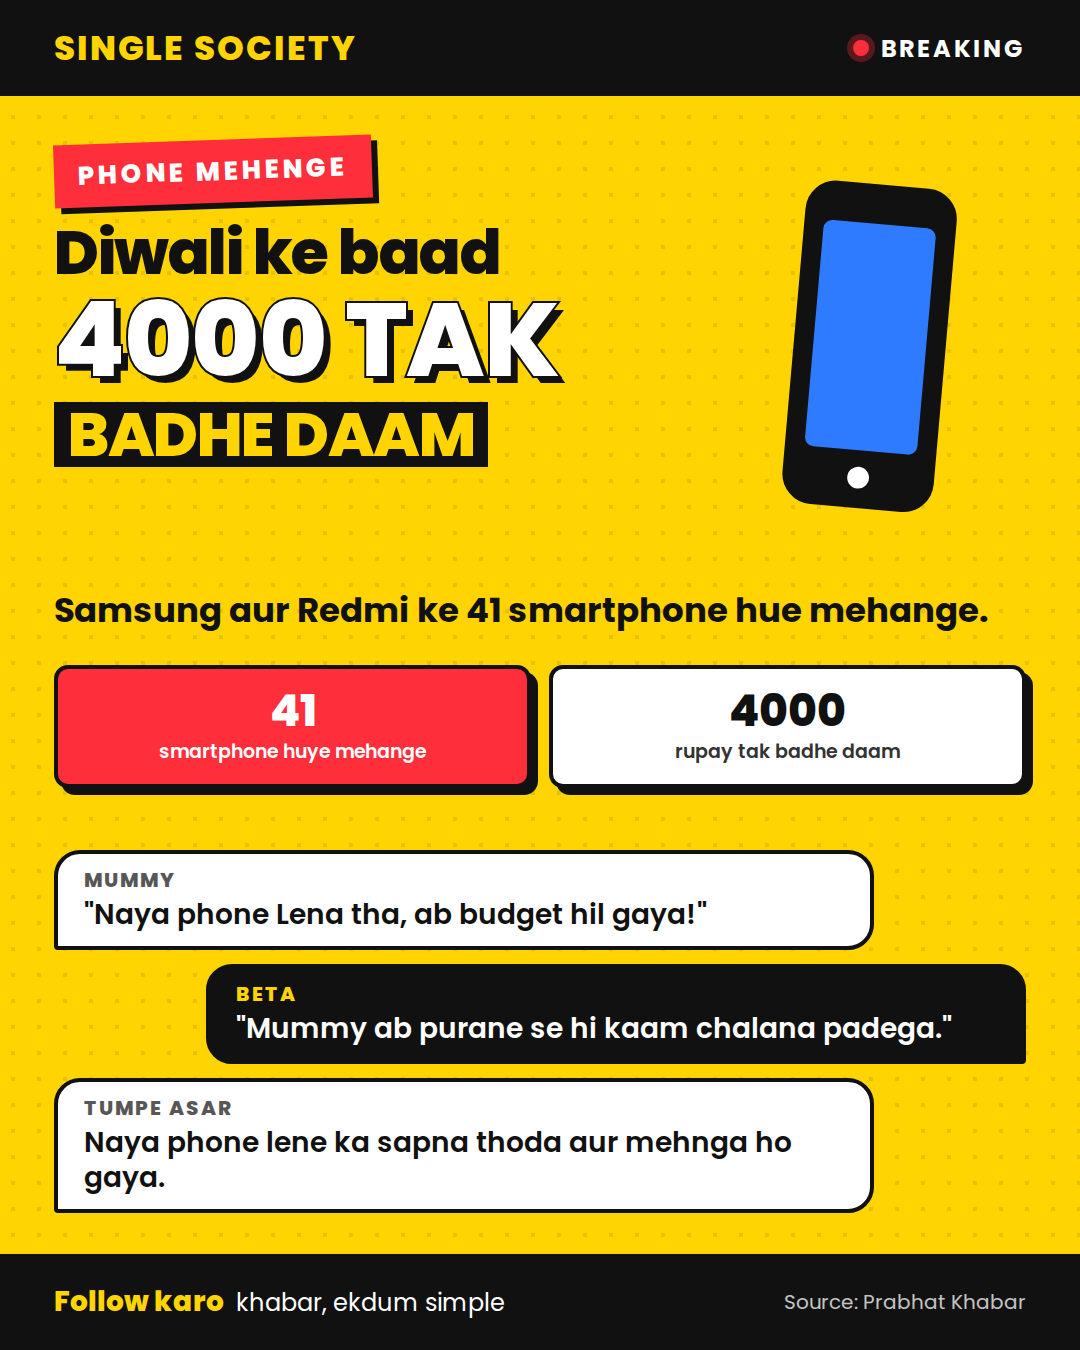 SINGLE SOCIETY
BREAKING
PHONE MEHENGE
Diwali ke baad
4000 TAK
BADHE DAAM
Samsung aur Redmi ke 41 smartphone hue mehange.
41
smartphone huye mehange
4000
rupay tak badhe daam
MUMMY
"Naya phone Lena tha, ab budget hil gaya!"
BETA
"Mummy ab purane se hi kaam chalana padega."
TUMPE ASAR
Naya phone lene ka sapna thoda aur mehnga ho
gaya.
Follow karo khabar, ekdum simple
Source: Prabhat Khabar